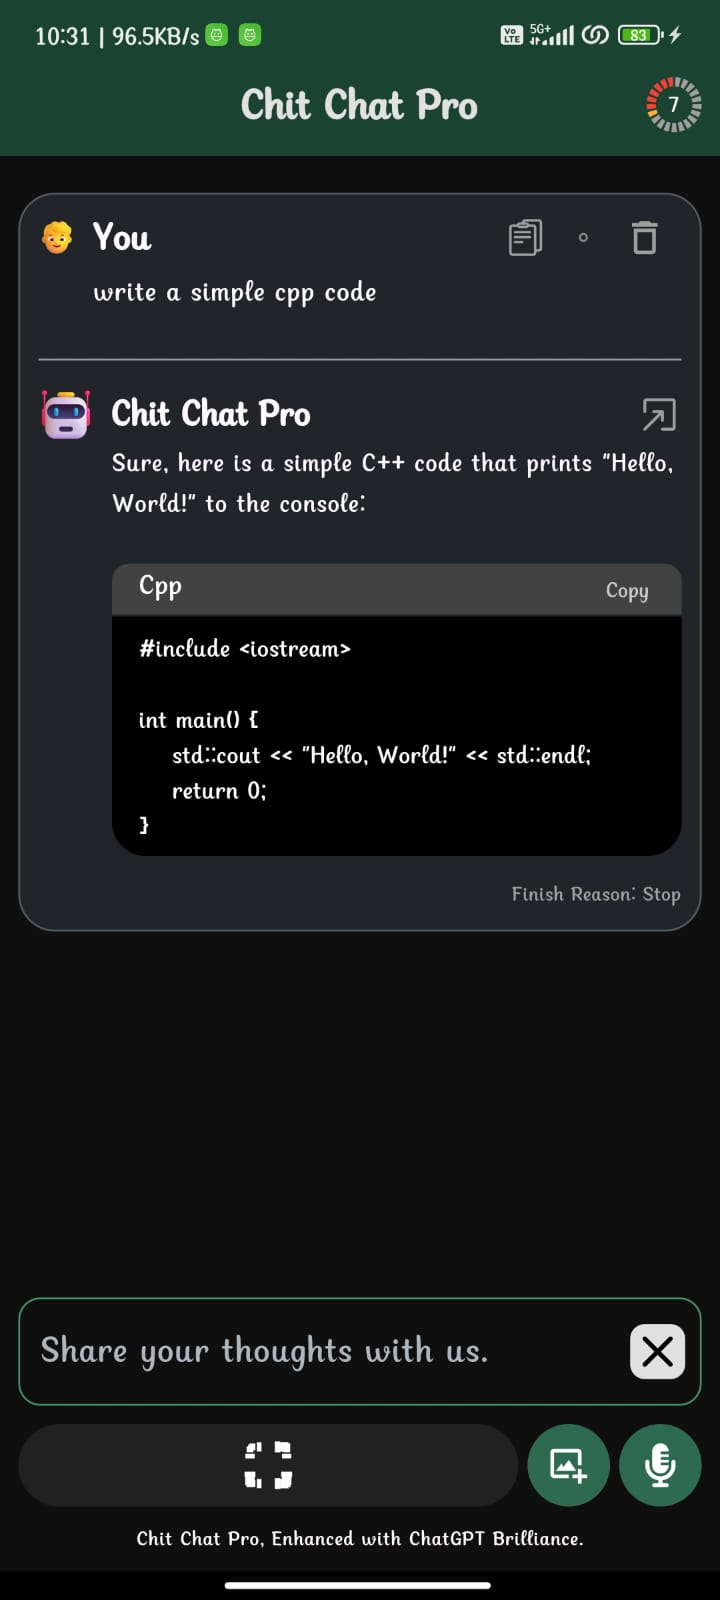 10:31 | 96.5KB/s
Vo LTE 5G+ 83
Chit Chat Pro
7
You
write a simple cpp code
Chit Chat Pro
Sure, here is a simple C++ code that prints "Hello,
World!" to the console:
Cpp
Copy
#include <iostream>
int main() {
std::cout << "Hello, World!" << std::endl;
return 0;
}
Finish Reason: Stop
Share your thoughts with us.
Chit Chat Pro, Enhanced with ChatGPT Brilliance.